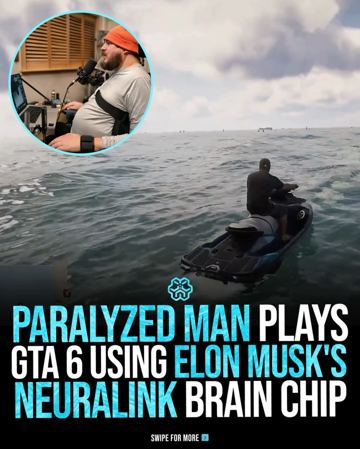 PARALYZED MAN PLAYS
GTA 6 USING ELON MUSK'S
NEURALINK BRAIN CHIP
SWIPE FOR MORE